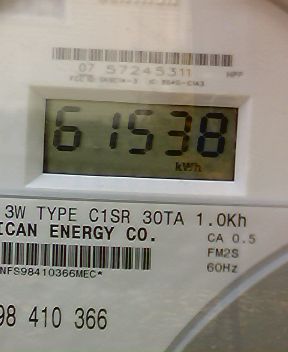 07 57245311 HPP
61538
kWh
3W TYPE C1SR 30TA 1.0Kh
ICAN ENERGY CO.
CA 0.5
FM2S
60Hz
NFS98410366MEC*
98 410 366